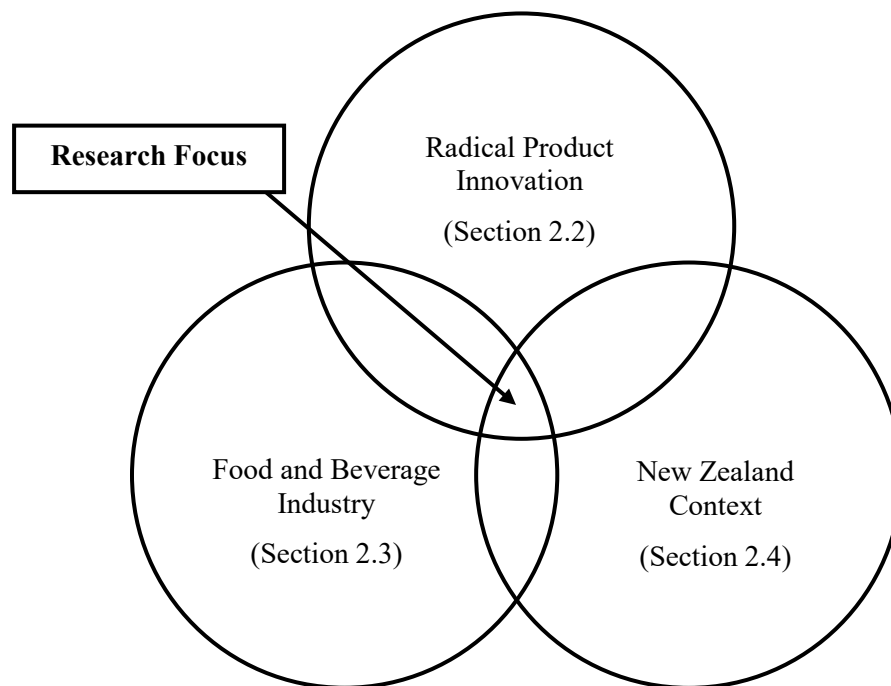 Research Focus
Radical Product
Innovation
(Section 2.2)
Food and Beverage
Industry
(Section 2.3)
New Zealand
Context
(Section 2.4)